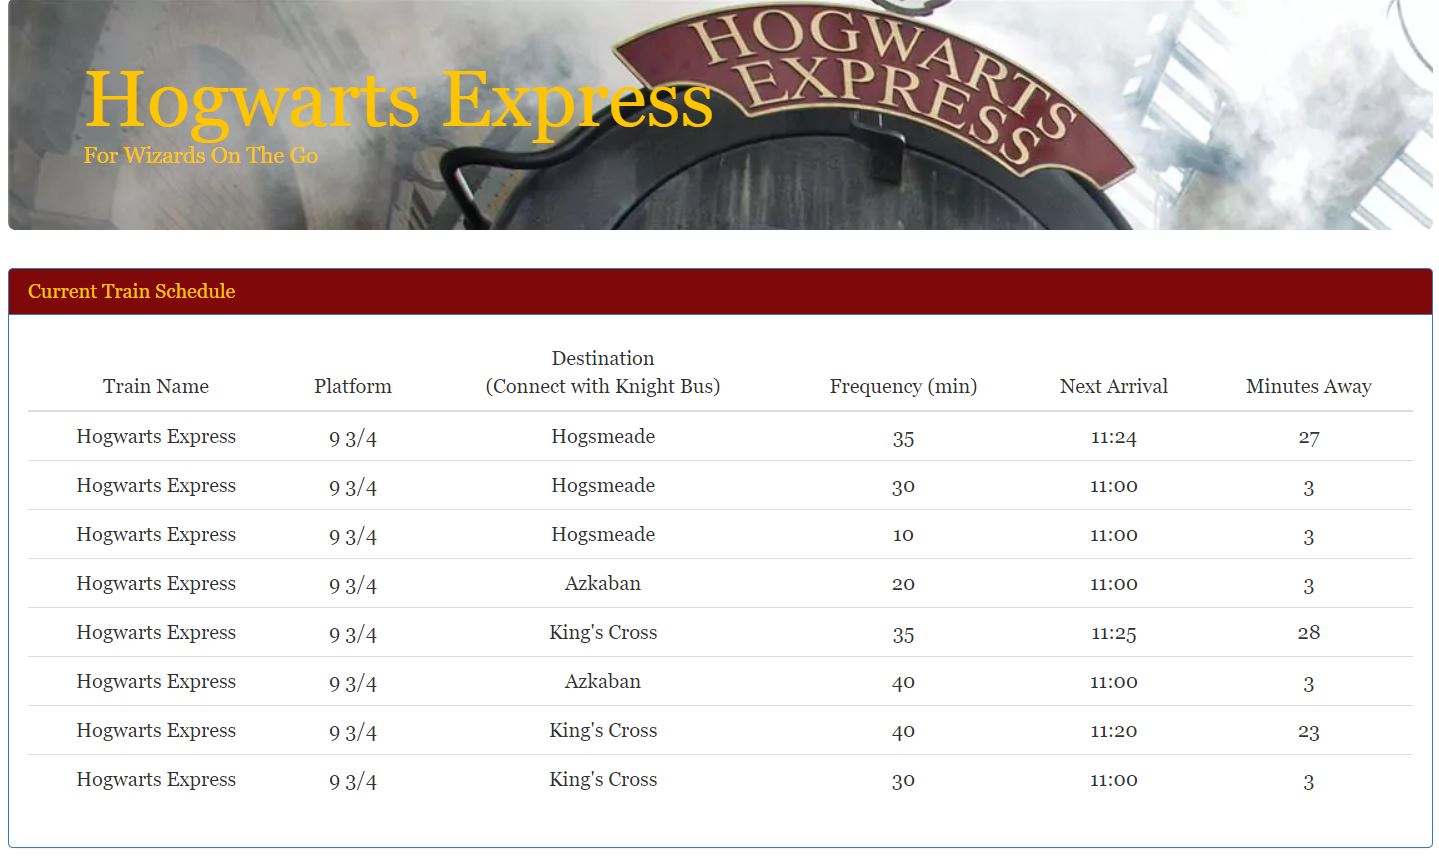 HOGWARTS
EXPRESS
Hogwarts Express
For Wizards On The Go
Current Train Schedule
Destination
Train Name Platform (Connect with Knight Bus) Frequency (min) Next Arrival Minutes Away
Hogwarts Express 9 3/4 Hogsmeade 35 11:24 27
Hogwarts Express 9 3/4 Hogsmeade 30 11:00 3
Hogwarts Express 9 3/4 Hogsmeade 10 11:00 3
Hogwarts Express 9 3/4 Azkaban 20 11:00 3
Hogwarts Express 9 3/4 King's Cross 35 11:25 28
Hogwarts Express 9 3/4 Azkaban 40 11:00 3
Hogwarts Express 9 3/4 King's Cross 40 11:20 23
Hogwarts Express 9 3/4 King's Cross 30 11:00 3